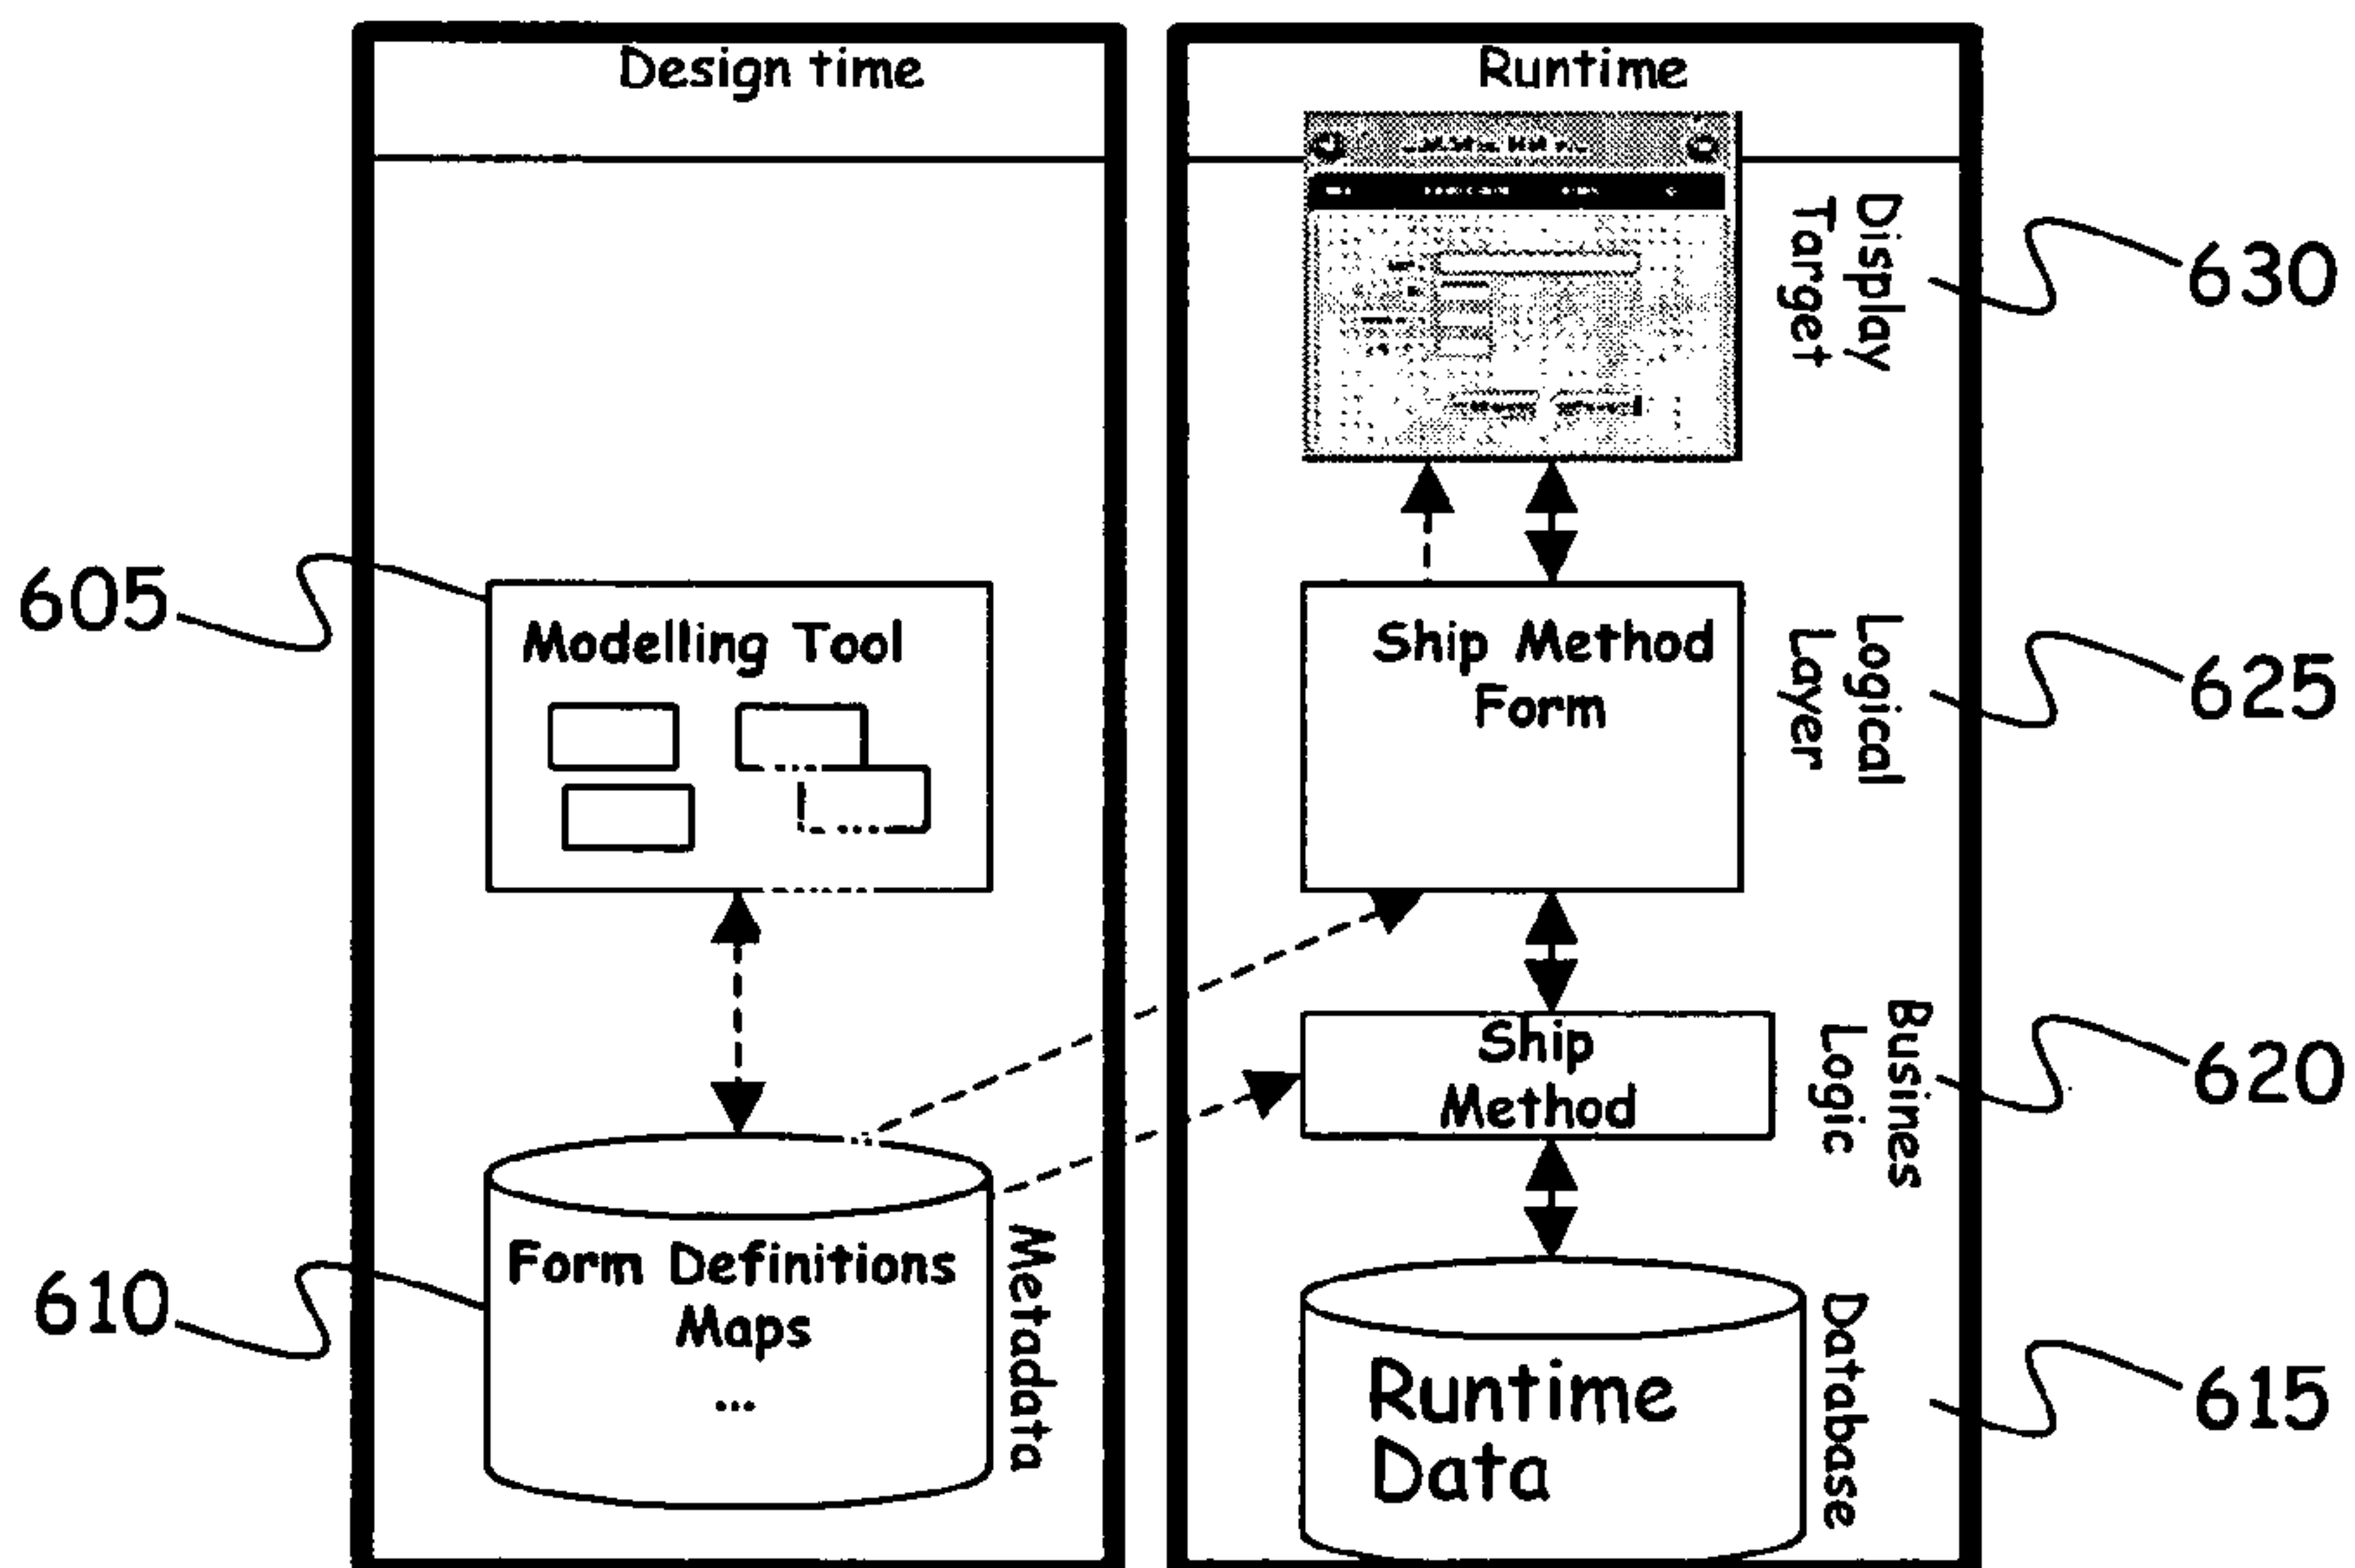 Design time
Runtime
Display
Target
630
605
Modelling Tool
Ship Method
Form
Logical
Layer
625
Ship
Method
Busines
Logic
620
610
Form Definitions
Maps
...
Metadata
Runtime
Data
Database
615